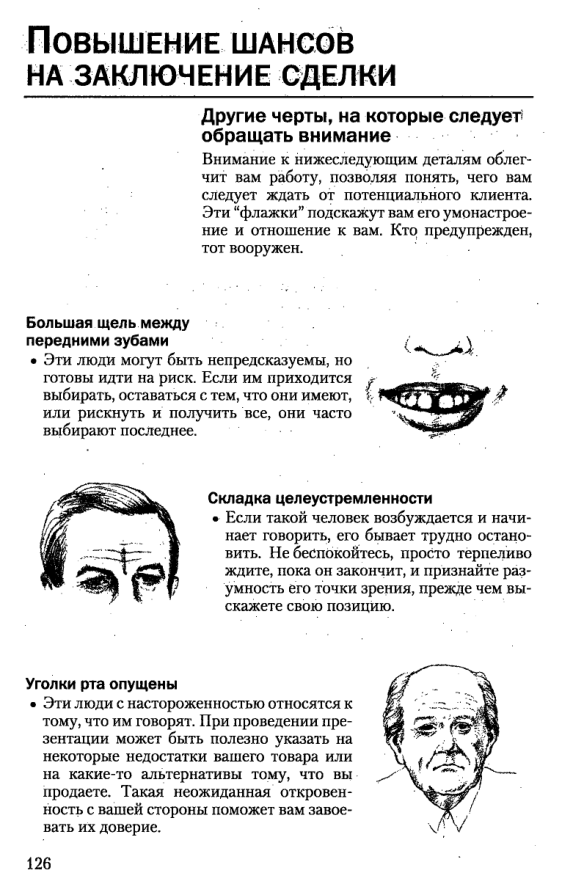 Повышение шансов
на заключение сделки
Другие черты, на которые следует
обращать внимание
Внимание к нижеследующим деталям облег-
чит вам работу, позволяя понять, чего вам
следует ждать от потенциального клиента.
Эти “флажки” подскажут вам его умонастрое-
ние и отношение к вам. Кто предупрежден,
тот вооружен.
Большая щель между
передними зубами
• Эти люди могут быть непредсказуемы, но
готовы идти на риск. Если им приходится
выбирать, оставаться с тем, что они имеют,
или рискнуть и получить все, они часто
выбирают последнее.
Складка целеустремленности
• Если такой человек возбуждается и начи-
нает говорить, его бывает трудно остано-
вить. Не беспокойтесь, просто терпеливо
ждите, пока он закончит, и признайте раз-
умность его точки зрения, прежде чем вы-
скажете свою позицию.
Уголки рта опущены
• Эти люди с настороженностью относятся к
тому, что им говорят. При проведении пре-
зентации может быть полезно указать на
некоторые недостатки вашего товара или
на какие-то альтернативы тому, что вы
продаете. Такая неожиданная откровен-
ность с вашей стороны поможет вам завое-
вать их доверие.
126